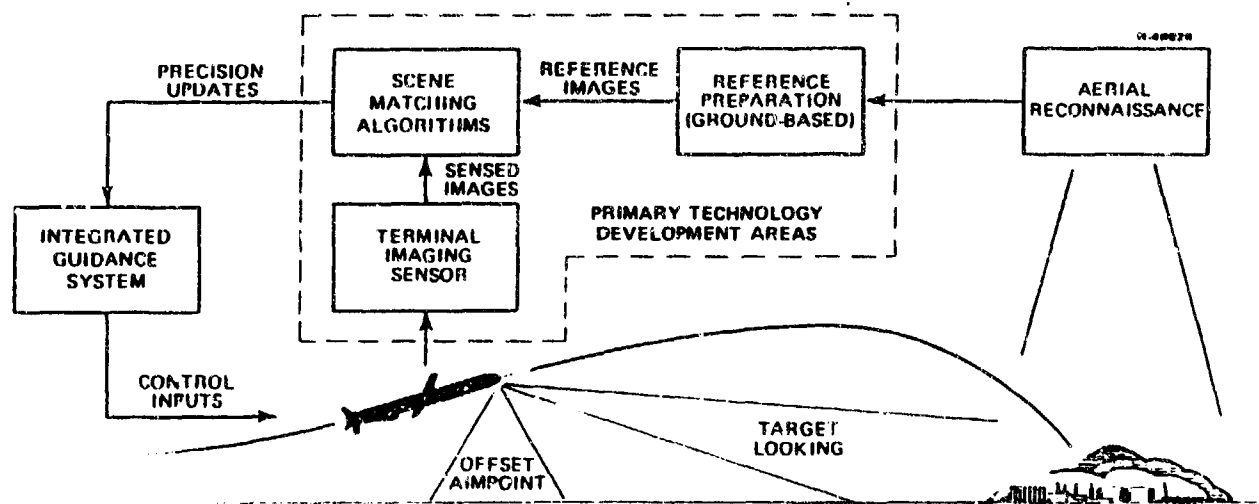 PRECISION
UPDATES
SCENE
MATCHING
ALGORITHMS
REFERENCE
IMAGES
REFERENCE
PREPARATION
(GROUND-BASED)
AERIAL
RECONNAISSANCE
SENSED
IMAGES
INTEGRATED
GUIDANCE
SYSTEM
TERMINAL
IMAGING
SENSOR
PRIMARY TECHNOLOGY
DEVELOPMENT AREAS
CONTROL
INPUTS
OFFSET
AIMPOINT
TARGET
LOOKING